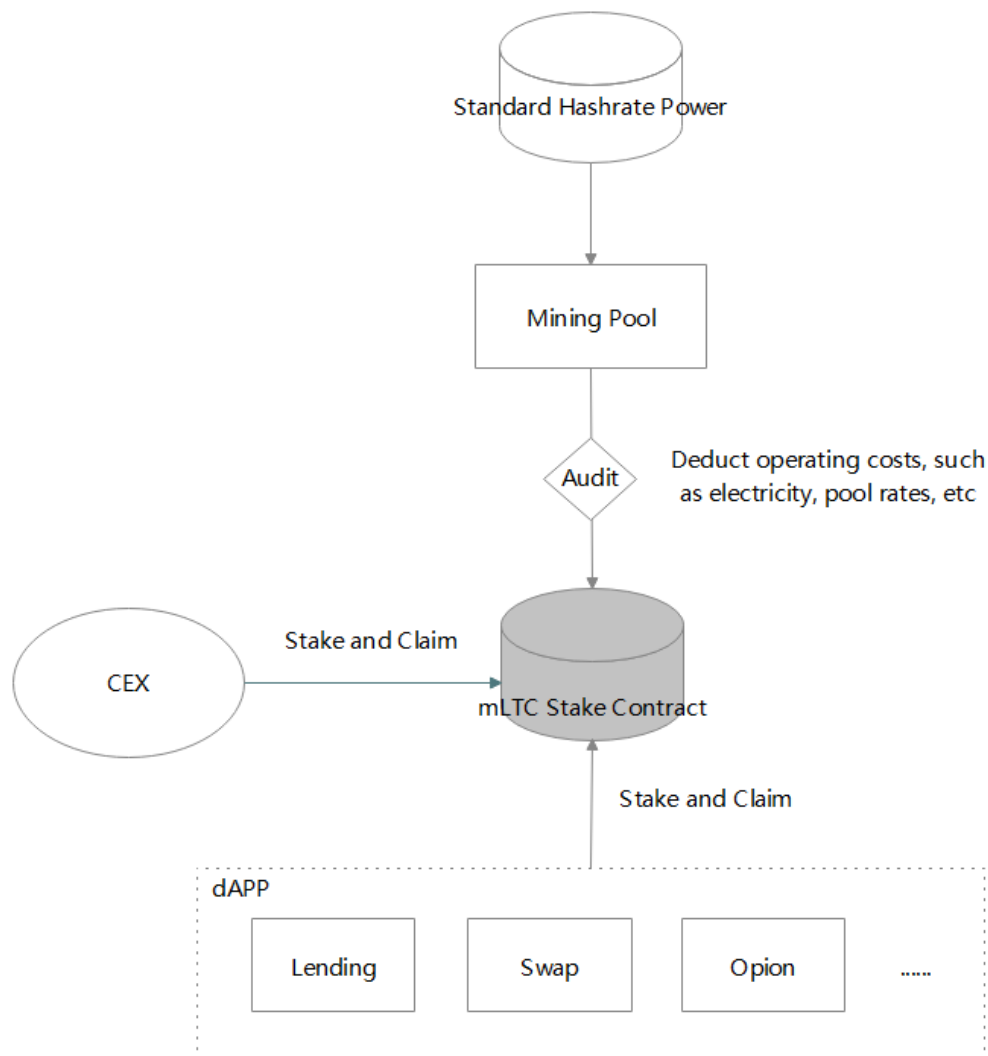 Standard Hashrate Power
Mining Pool
Audit
Deduct operating costs, such
as electricity, pool rates, etc
Stake and Claim
CEX
mLTC Stake Contract
Stake and Claim
dAPP
Lending
Swap
Opion
......